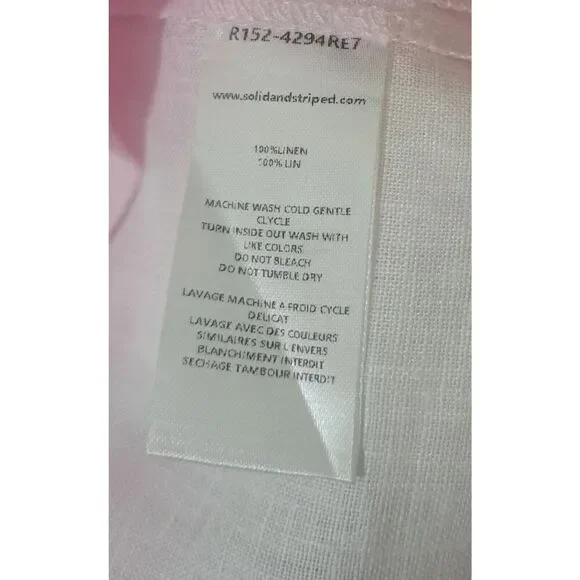 R152-4294RE7
www.solidandstriped.com
100%LINEN
100% LIN
MACHINE WASH COLD GENTLE
CLYCLE
TURN INSIDE OUT WASH WITH
LIKE COLORS
DO NOT BLEACH
DO NOT TUMBLE DRY
LAVAGE MACHINE A FROID CYCLE
DELICAT
LAVAGE AVEC DES COULEURS
SIMILAIRES SUR L'ENVERS
BLANCHIMENT INTERDIT
SECHAGE TAMBOUR INTERDIT